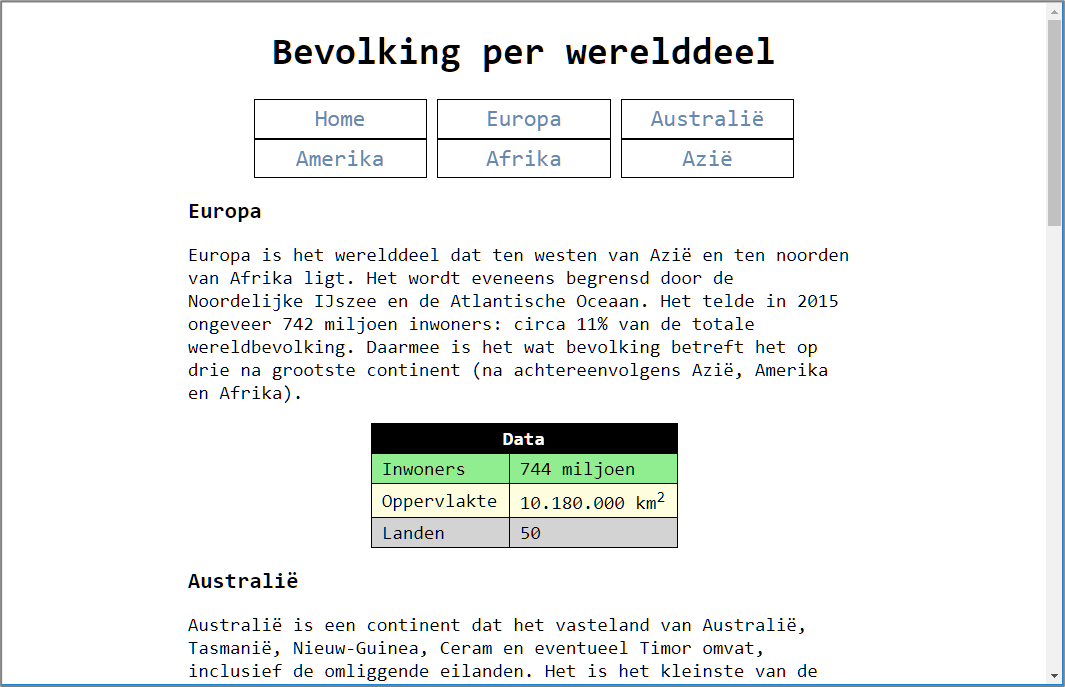 Bevolking per werelddeel
Home Europa Australië
Amerika Afrika Azië
Europa
Europa is het werelddeel dat ten westen van Azië en ten noorden
van Afrika ligt. Het wordt eveneens begrensd door de
Noordelijke IJszee en de Atlantische Oceaan. Het telde in 2015
ongeveer 742 miljoen inwoners: circa 11% van de totale
wereldbevolking. Daarmee is het wat bevolking betreft het op
drie na grootste continent (na achtereenvolgens Azië, Amerika
en Afrika).
Data
Inwoners 744 miljoen
Oppervlakte 10.180.000 km²
Landen 50
Australië
Australië is een continent dat het vasteland van Australië,
Tasmanië, Nieuw-Guinea, Ceram en eventueel Timor omvat,
inclusief de omliggende eilanden. Het is het kleinste van de